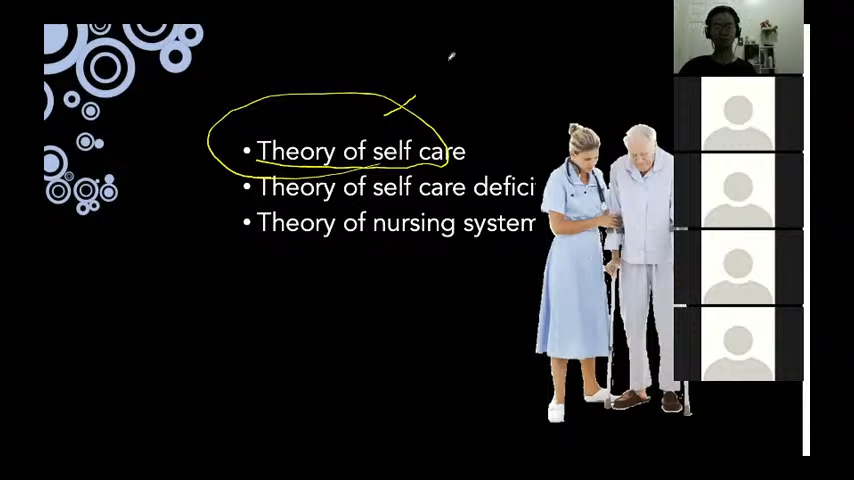 • Theory of self care
• Theory of self care defici
• Theory of nursing system